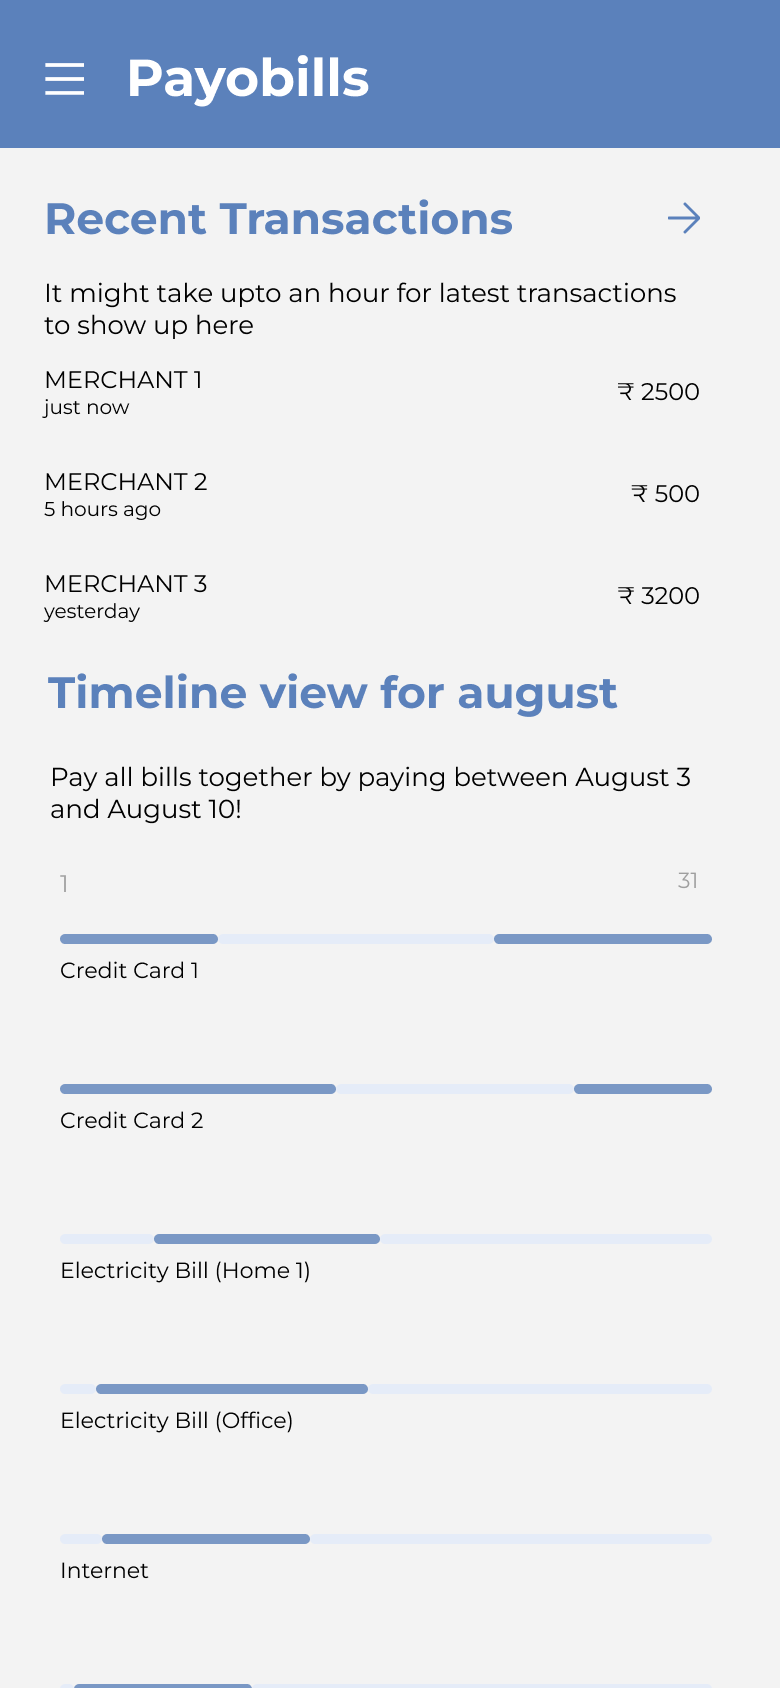 Payobills
Recent Transactions
It might take upto an hour for latest transactions
to show up here
MERCHANT 1
just now
₹ 2500
MERCHANT 2
5 hours ago
₹ 500
MERCHANT 3
yesterday
₹ 3200
Timeline view for august
Pay all bills together by paying between August 3
and August 10!
1
31
Credit Card 1
Credit Card 2
Electricity Bill (Home 1)
Electricity Bill (Office)
Internet